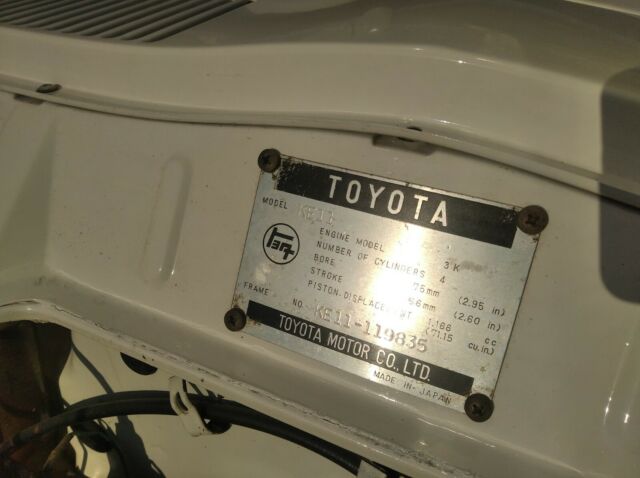 TOYOTA
MODEL KE11
ENGINE MODEL 3K
NUMBER OF CYLINDERS 4
BORE 75mm (2.95 in)
STROKE 66mm (2.60 in)
PISTON DISPLACEMENT 1,166 cc
(71.15 cu.in)
FRAME NO. KE11-119835
TOYOTA MOTOR CO., LTD.
MADE IN JAPAN